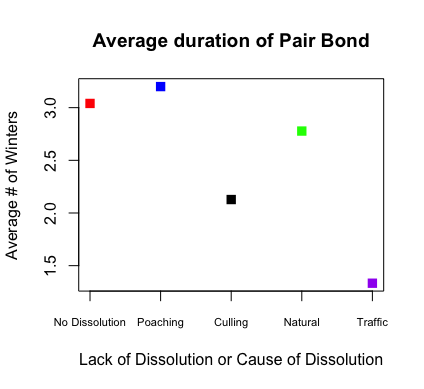 Average duration of Pair Bond
Average # of Winters
3.0
2.5
2.0
1.5
No Dissolution Poaching Culling Natural Traffic
Lack of Dissolution or Cause of Dissolution